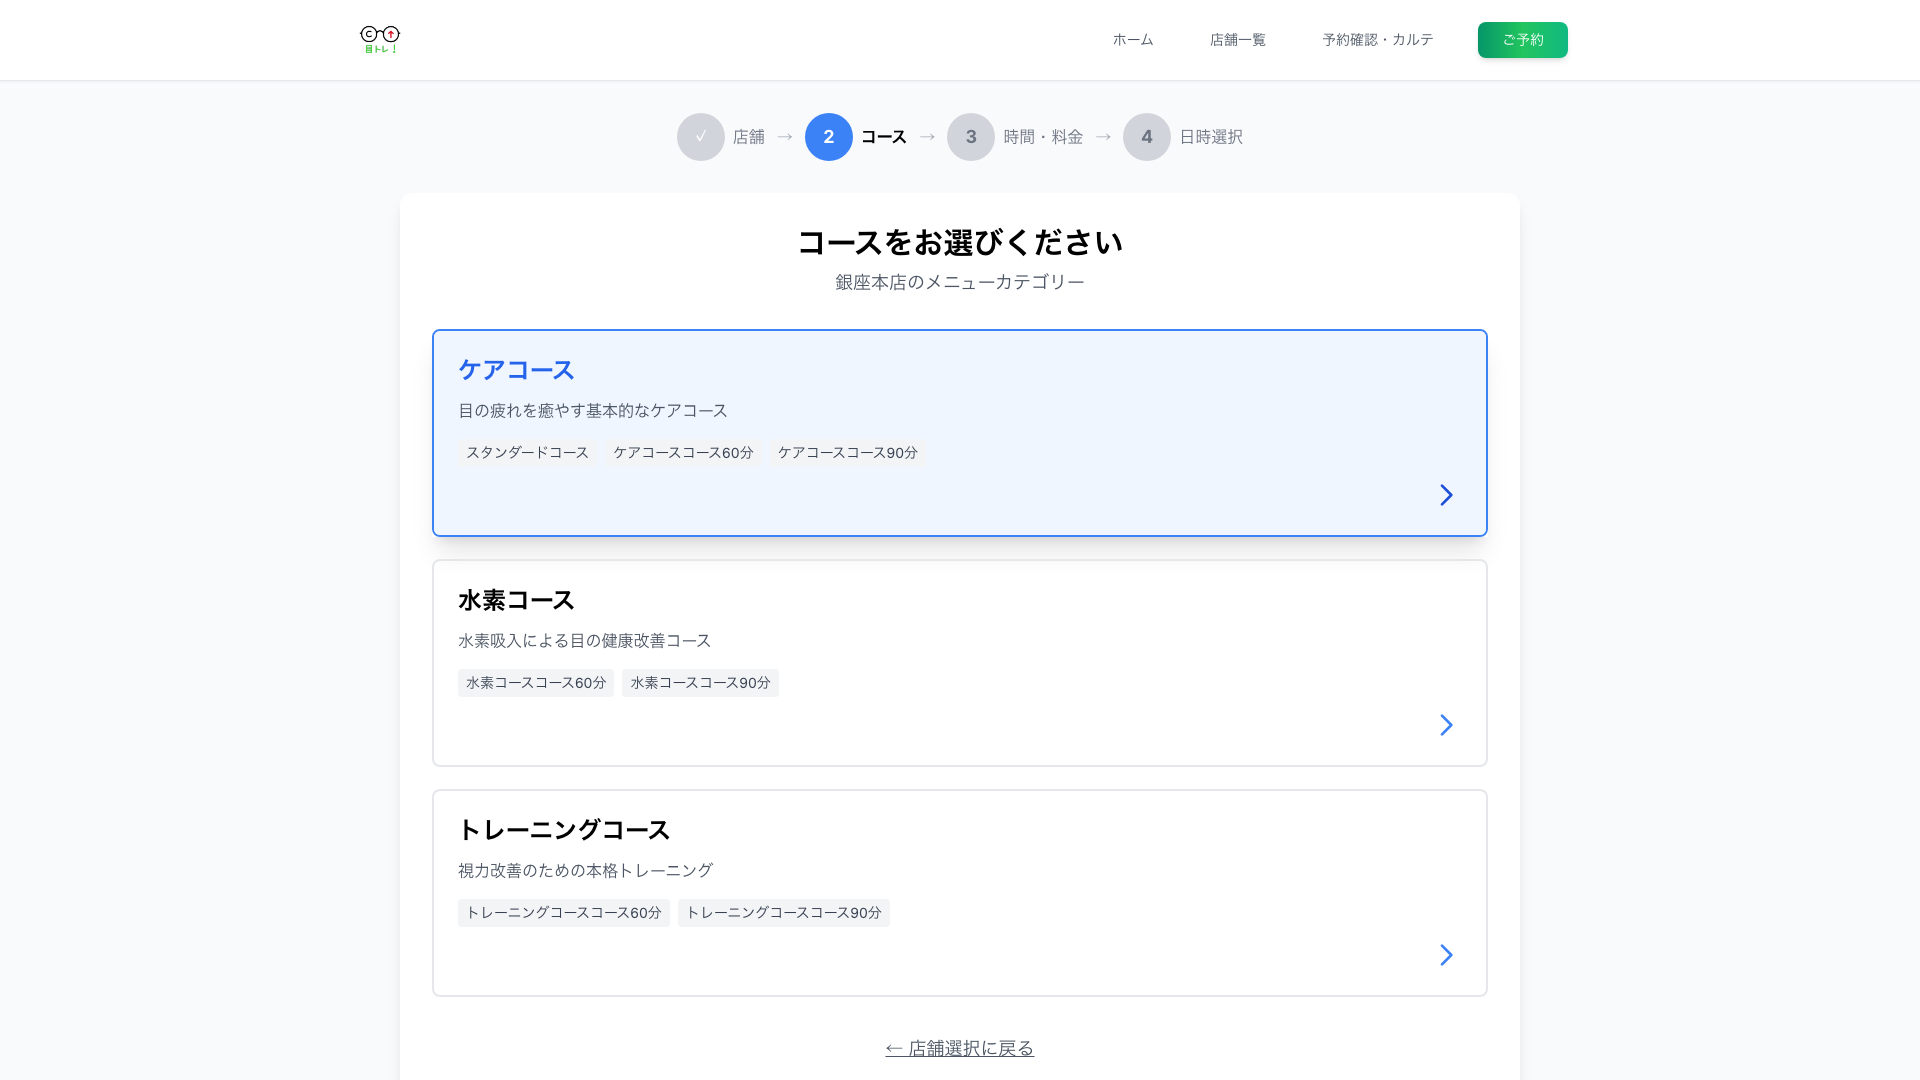 C
目トレ！
ホーム 店舗一覧 予約確認・カルテ ご予約
✓ 店舗 → 2 コース → 3 時間・料金 → 4 日時選択
コースをお選びください
銀座本店のメニューカテゴリー
ケアコース
目の疲れを癒やす基本的なケアコース
スタンダードコース ケアコースコース60分 ケアコースコース90分
水素コース
水素吸入による目の健康改善コース
水素コースコース60分 水素コースコース90分
トレーニングコース
視力改善のための本格トレーニング
トレーニングコースコース60分 トレーニングコースコース90分
← 店舗選択に戻る